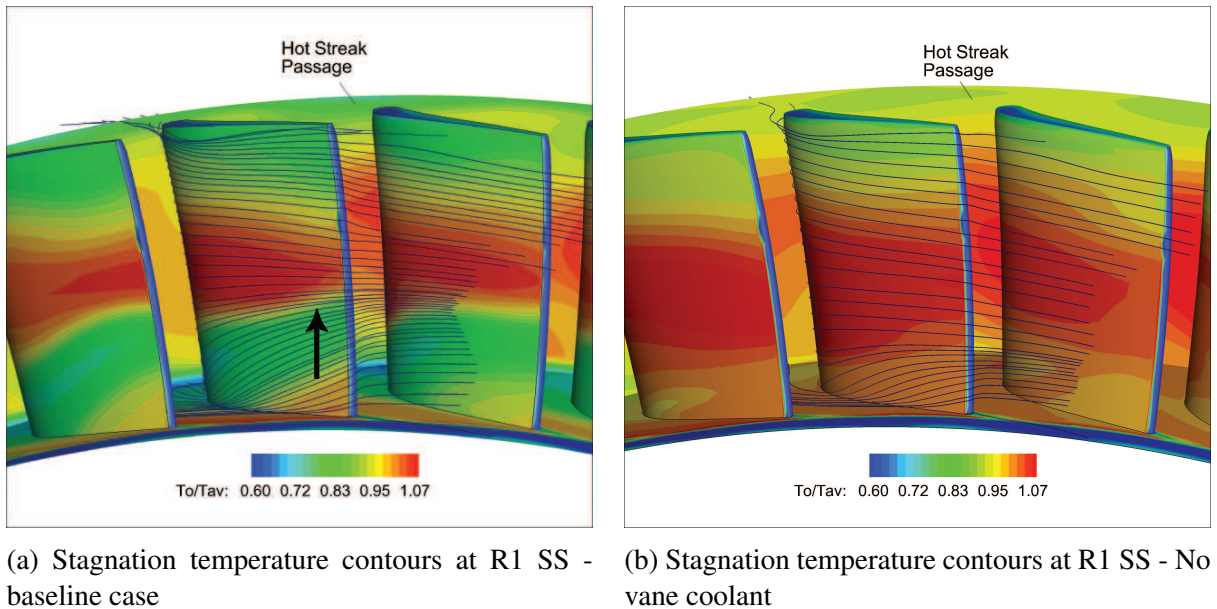 Hot Streak
Passage
To/Tav: 0.60 0.72 0.83 0.95 1.07
(a) Stagnation temperature contours at R1 SS -
baseline case
Hot Streak
Passage
To/Tav: 0.60 0.72 0.83 0.95 1.07
(b) Stagnation temperature contours at R1 SS - No
vane coolant